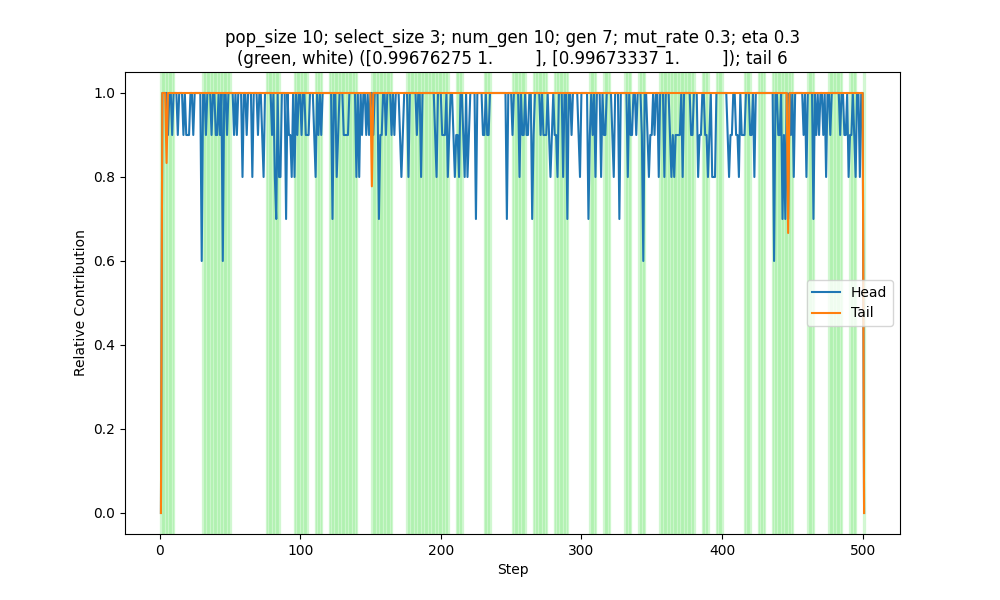 pop_size 10; select_size 3; num_gen 10; gen 7; mut_rate 0.3; eta 0.3
(green, white) ([0.99676275 1.        ], [0.99673337 1.        ]); tail 6
1.0
0.8
0.6
0.4
0.2
0.0
Relative Contribution
Head
Tail
0
100
200
300
400
500
Step